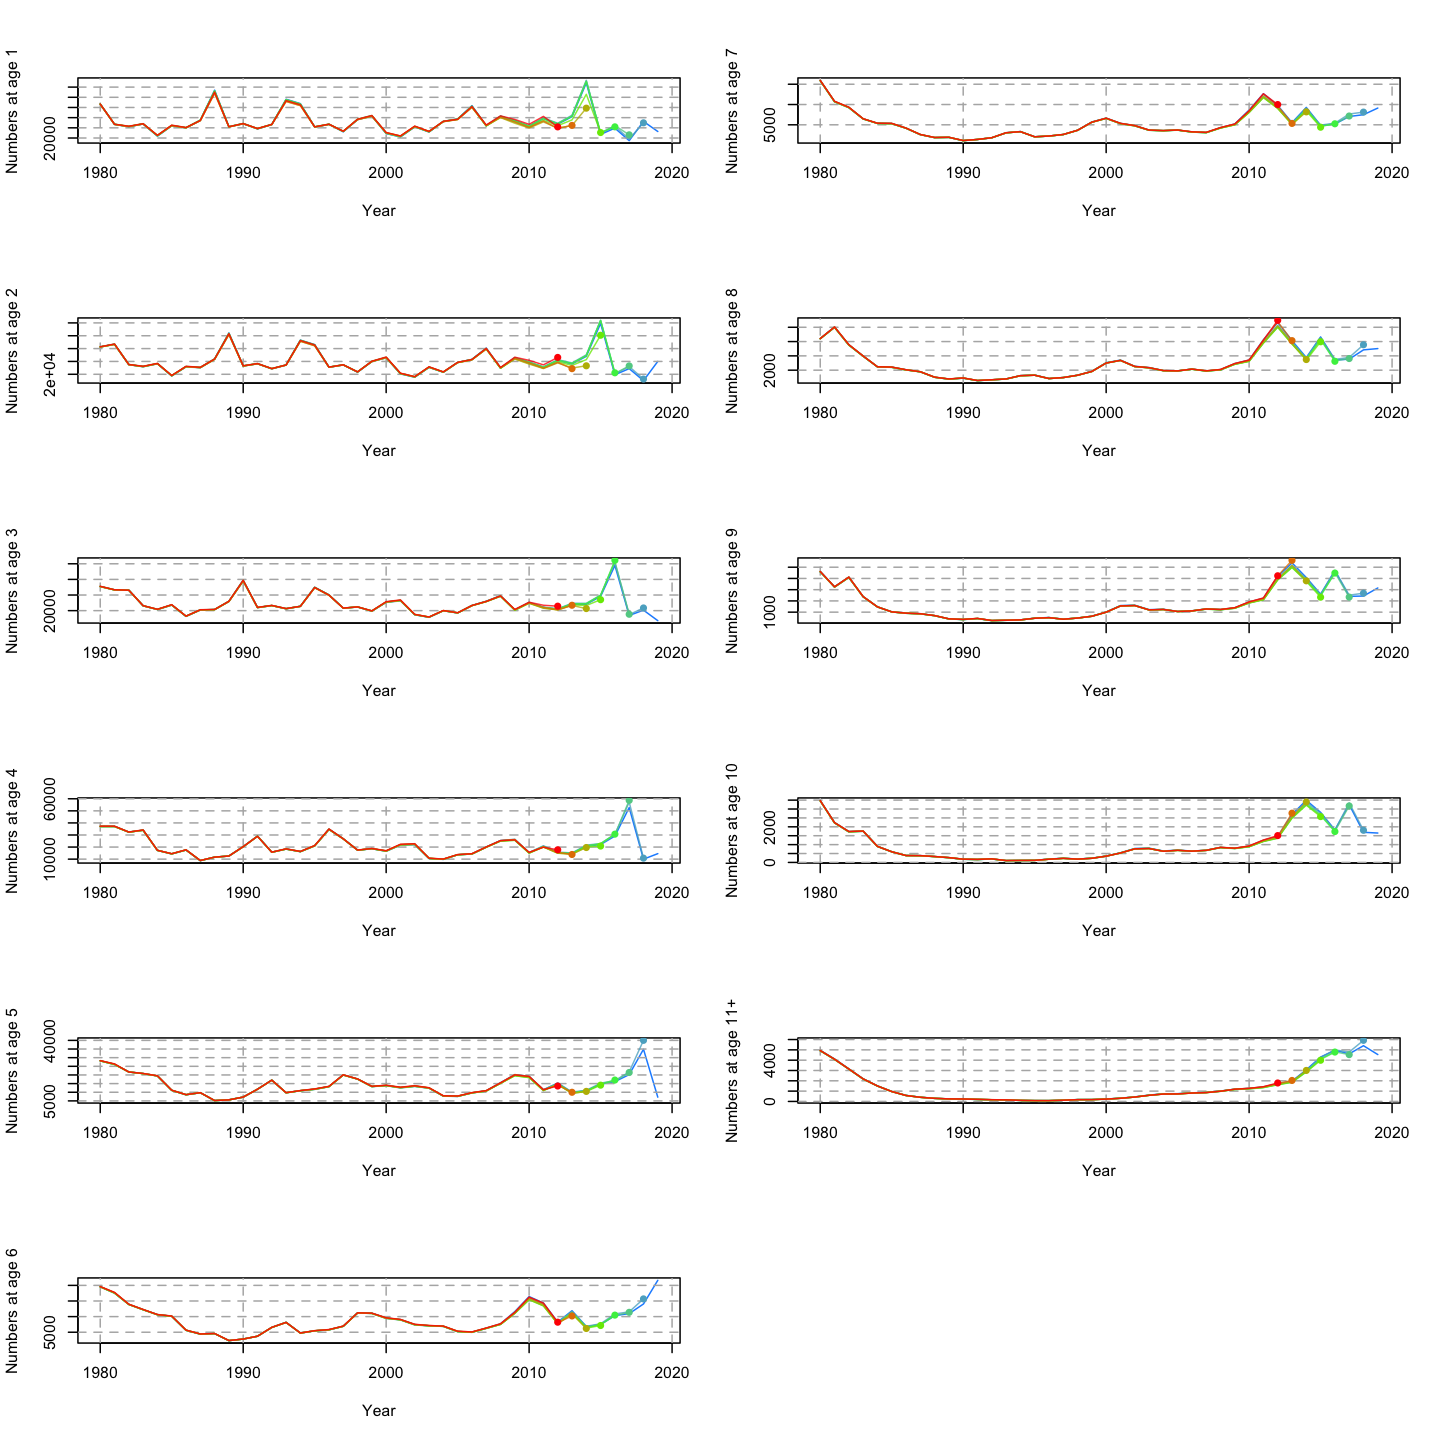 Numbers at age 1
20000
1980 1990 2000 2010 2020
Year
Numbers at age 2
2e+04
1980 1990 2000 2010 2020
Year
Numbers at age 3
20000
1980 1990 2000 2010 2020
Year
Numbers at age 4
10000 60000
1980 1990 2000 2010 2020
Year
Numbers at age 5
5000 40000
1980 1990 2000 2010 2020
Year
Numbers at age 6
5000
1980 1990 2000 2010 2020
Year
Numbers at age 7
5000
1980 1990 2000 2010 2020
Year
Numbers at age 8
2000
1980 1990 2000 2010 2020
Year
Numbers at age 9
1000
1980 1990 2000 2010 2020
Year
Numbers at age 10
0 2000
1980 1990 2000 2010 2020
Year
Numbers at age 11+
0 4000
1980 1990 2000 2010 2020
Year